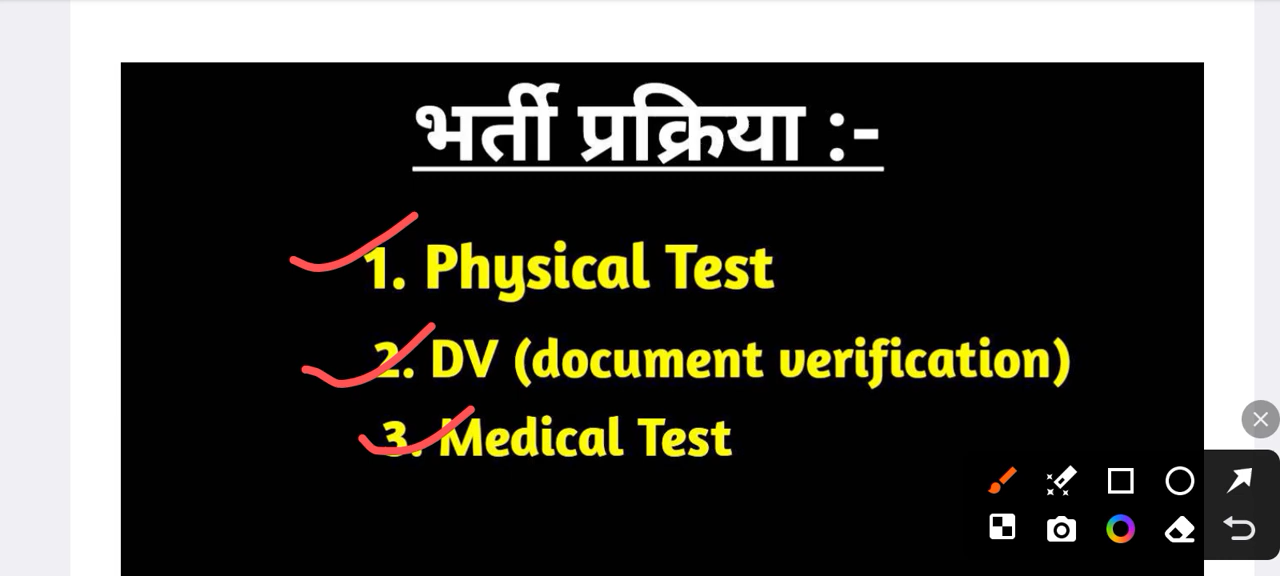 भर्ती प्रक्रिया :-
1. Physical Test
2. DV (document verification)
3. Medical Test